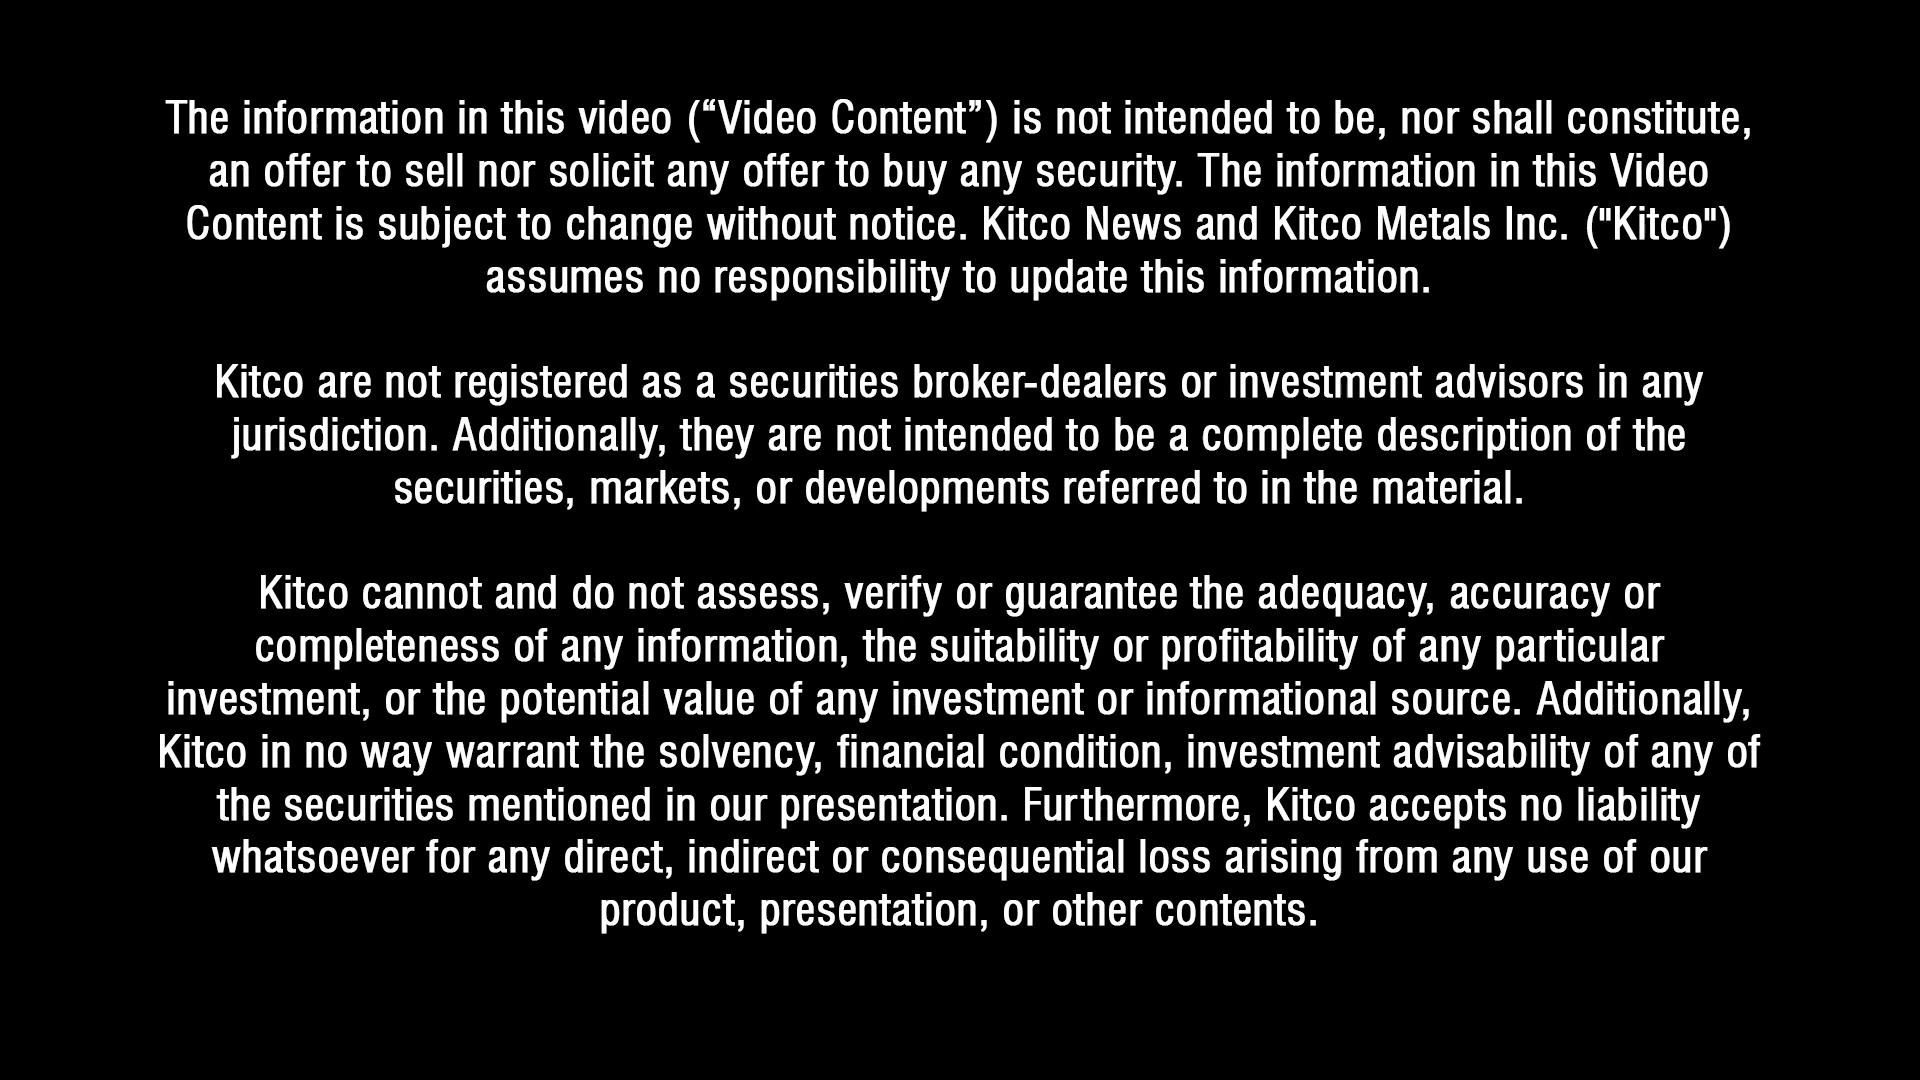 The information in this video (“Video Content”) is not intended to be, nor shall constitute,
an offer to sell nor solicit any offer to buy any security. The information in this Video
Content is subject to change without notice. Kitco News and Kitco Metals Inc. ("Kitco")
assumes no responsibility to update this information.
Kitco are not registered as a securities broker-dealers or investment advisors in any
jurisdiction. Additionally, they are not intended to be a complete description of the
securities, markets, or developments referred to in the material.
Kitco cannot and do not assess, verify or guarantee the adequacy, accuracy or
completeness of any information, the suitability or profitability of any particular
investment, or the potential value of any investment or informational source. Additionally,
Kitco in no way warrant the solvency, financial condition, investment advisability of any of
the securities mentioned in our presentation. Furthermore, Kitco accepts no liability
whatsoever for any direct, indirect or consequential loss arising from any use of our
product, presentation, or other contents.